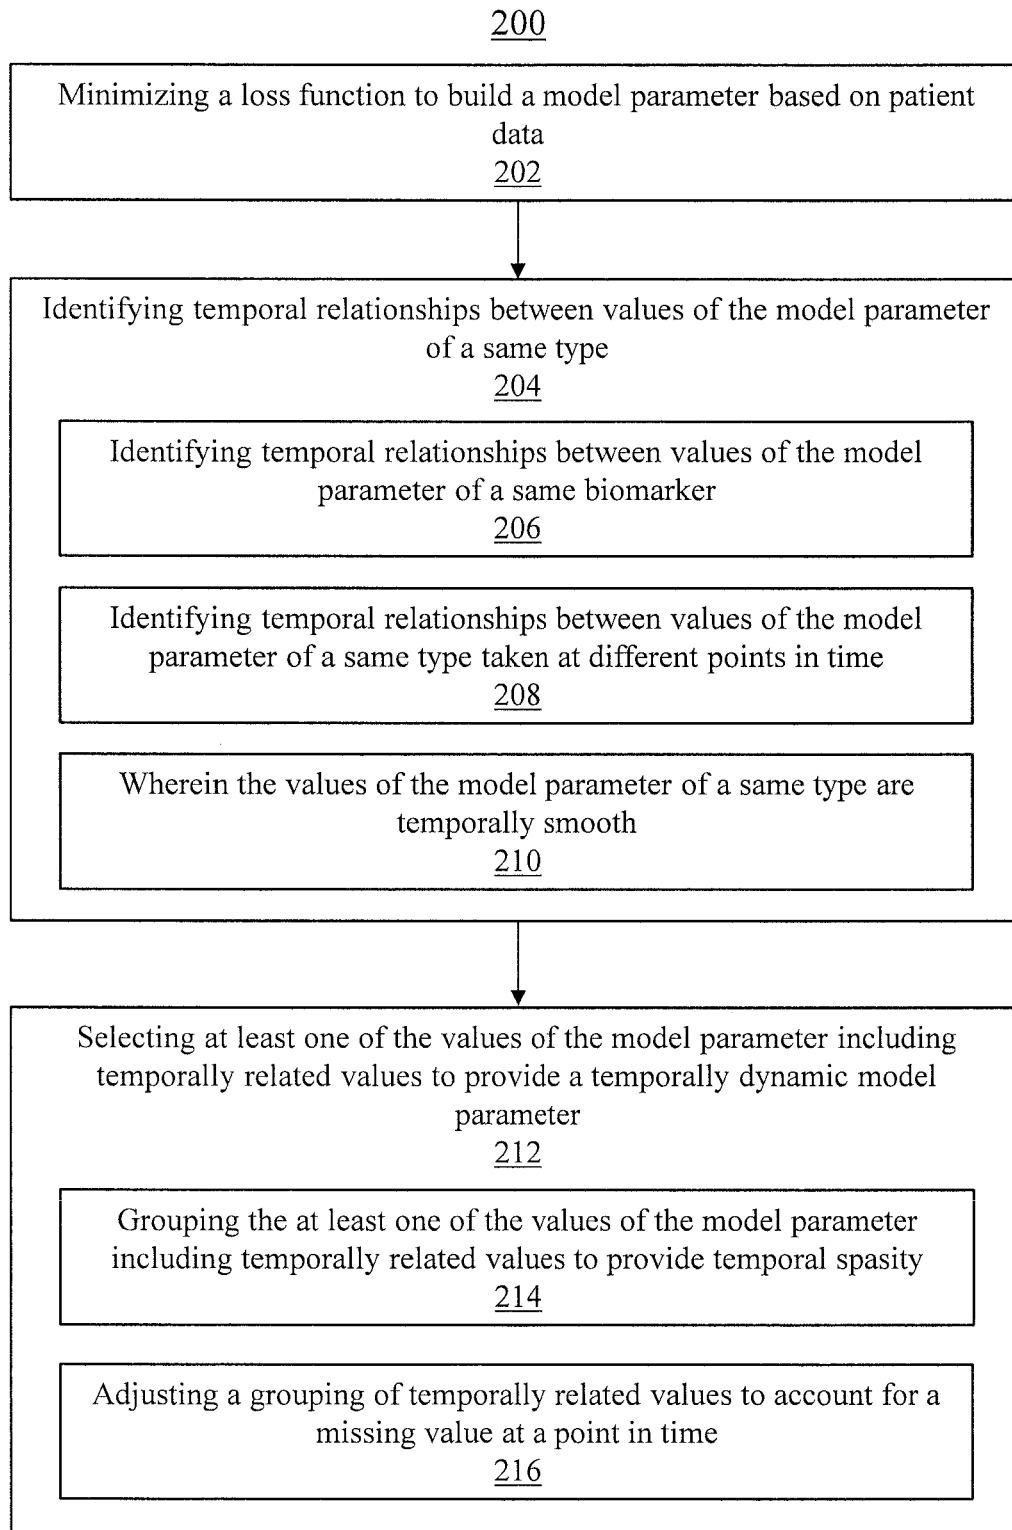 200
Minimizing a loss function to build a model parameter based on patient
data
202
Identifying temporal relationships between values of the model parameter
of a same type
204
Identifying temporal relationships between values of the model
parameter of a same biomarker
206
Identifying temporal relationships between values of the model
parameter of a same type taken at different points in time
208
Wherein the values of the model parameter of a same type are
temporally smooth
210
Selecting at least one of the values of the model parameter including
temporally related values to provide a temporally dynamic model
parameter
212
Grouping the at least one of the values of the model parameter
including temporally related values to provide temporal spasity
214
Adjusting a grouping of temporally related values to account for a
missing value at a point in time
216